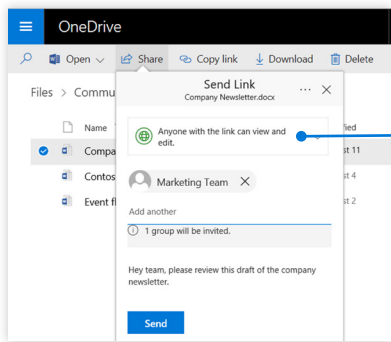 OneDrive
Open Share Copy link Download Delete
Files > Commu
Send Link
Company Newsletter.docx
Name
Anyone with the link can view and
edit.
Compa
st 11
Marketing Team
Contos
st 4
Add another
Event f
st 2
1 group will be invited.
Hey team, please review this draft of the company
newsletter.
Send